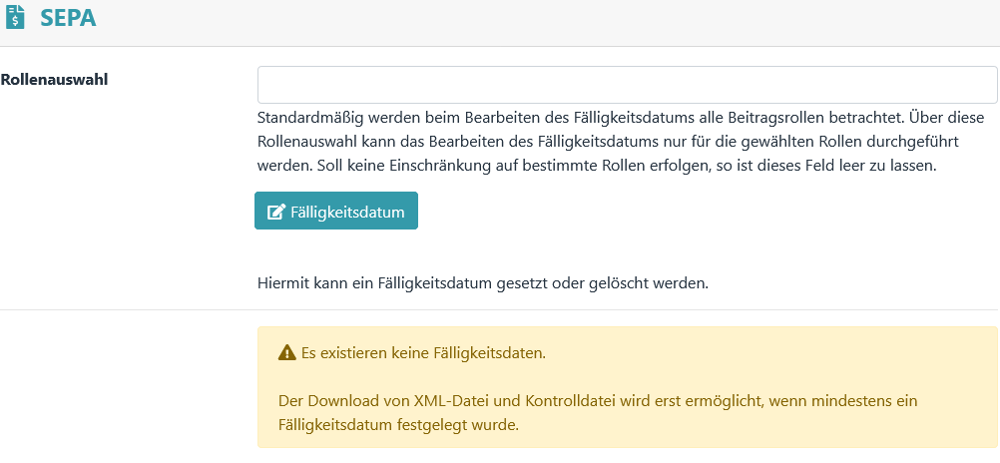 SEPA
Rollenauswahl
Standardmäßig werden beim Bearbeiten des Fälligkeitsdatums alle Beitragsrollen betrachtet. Über diese
Rollenauswahl kann das Bearbeiten des Fälligkeitsdatums nur für die gewählten Rollen durchgeführt
werden. Soll keine Einschränkung auf bestimmte Rollen erfolgen, so ist dieses Feld leer zu lassen.
Fälligkeitsdatum
Hiermit kann ein Fälligkeitsdatum gesetzt oder gelöscht werden.
Es existieren keine Fälligkeitsdaten.
Der Download von XML-Datei und Kontrolldatei wird erst ermöglicht, wenn mindestens ein
Fälligkeitsdatum festgelegt wurde.